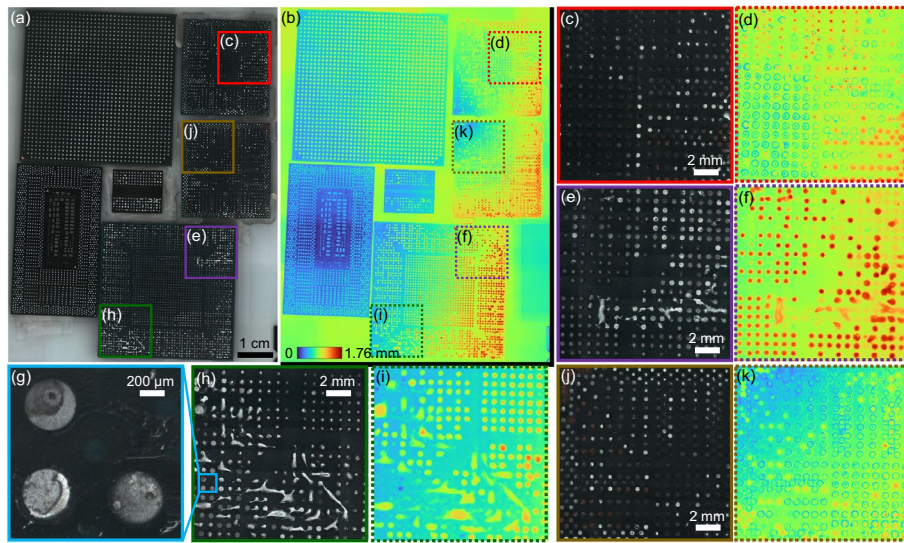 (a)
(c)
(j)
(e)
(h)
1 cm
(b)
(d)
(k)
(f)
(i)
0
1.76 mm
(c)
2 mm
(d)
(e)
2 mm
(f)
(g)
200 µm
(h)
2 mm
(i)
(j)
2 mm
(k)